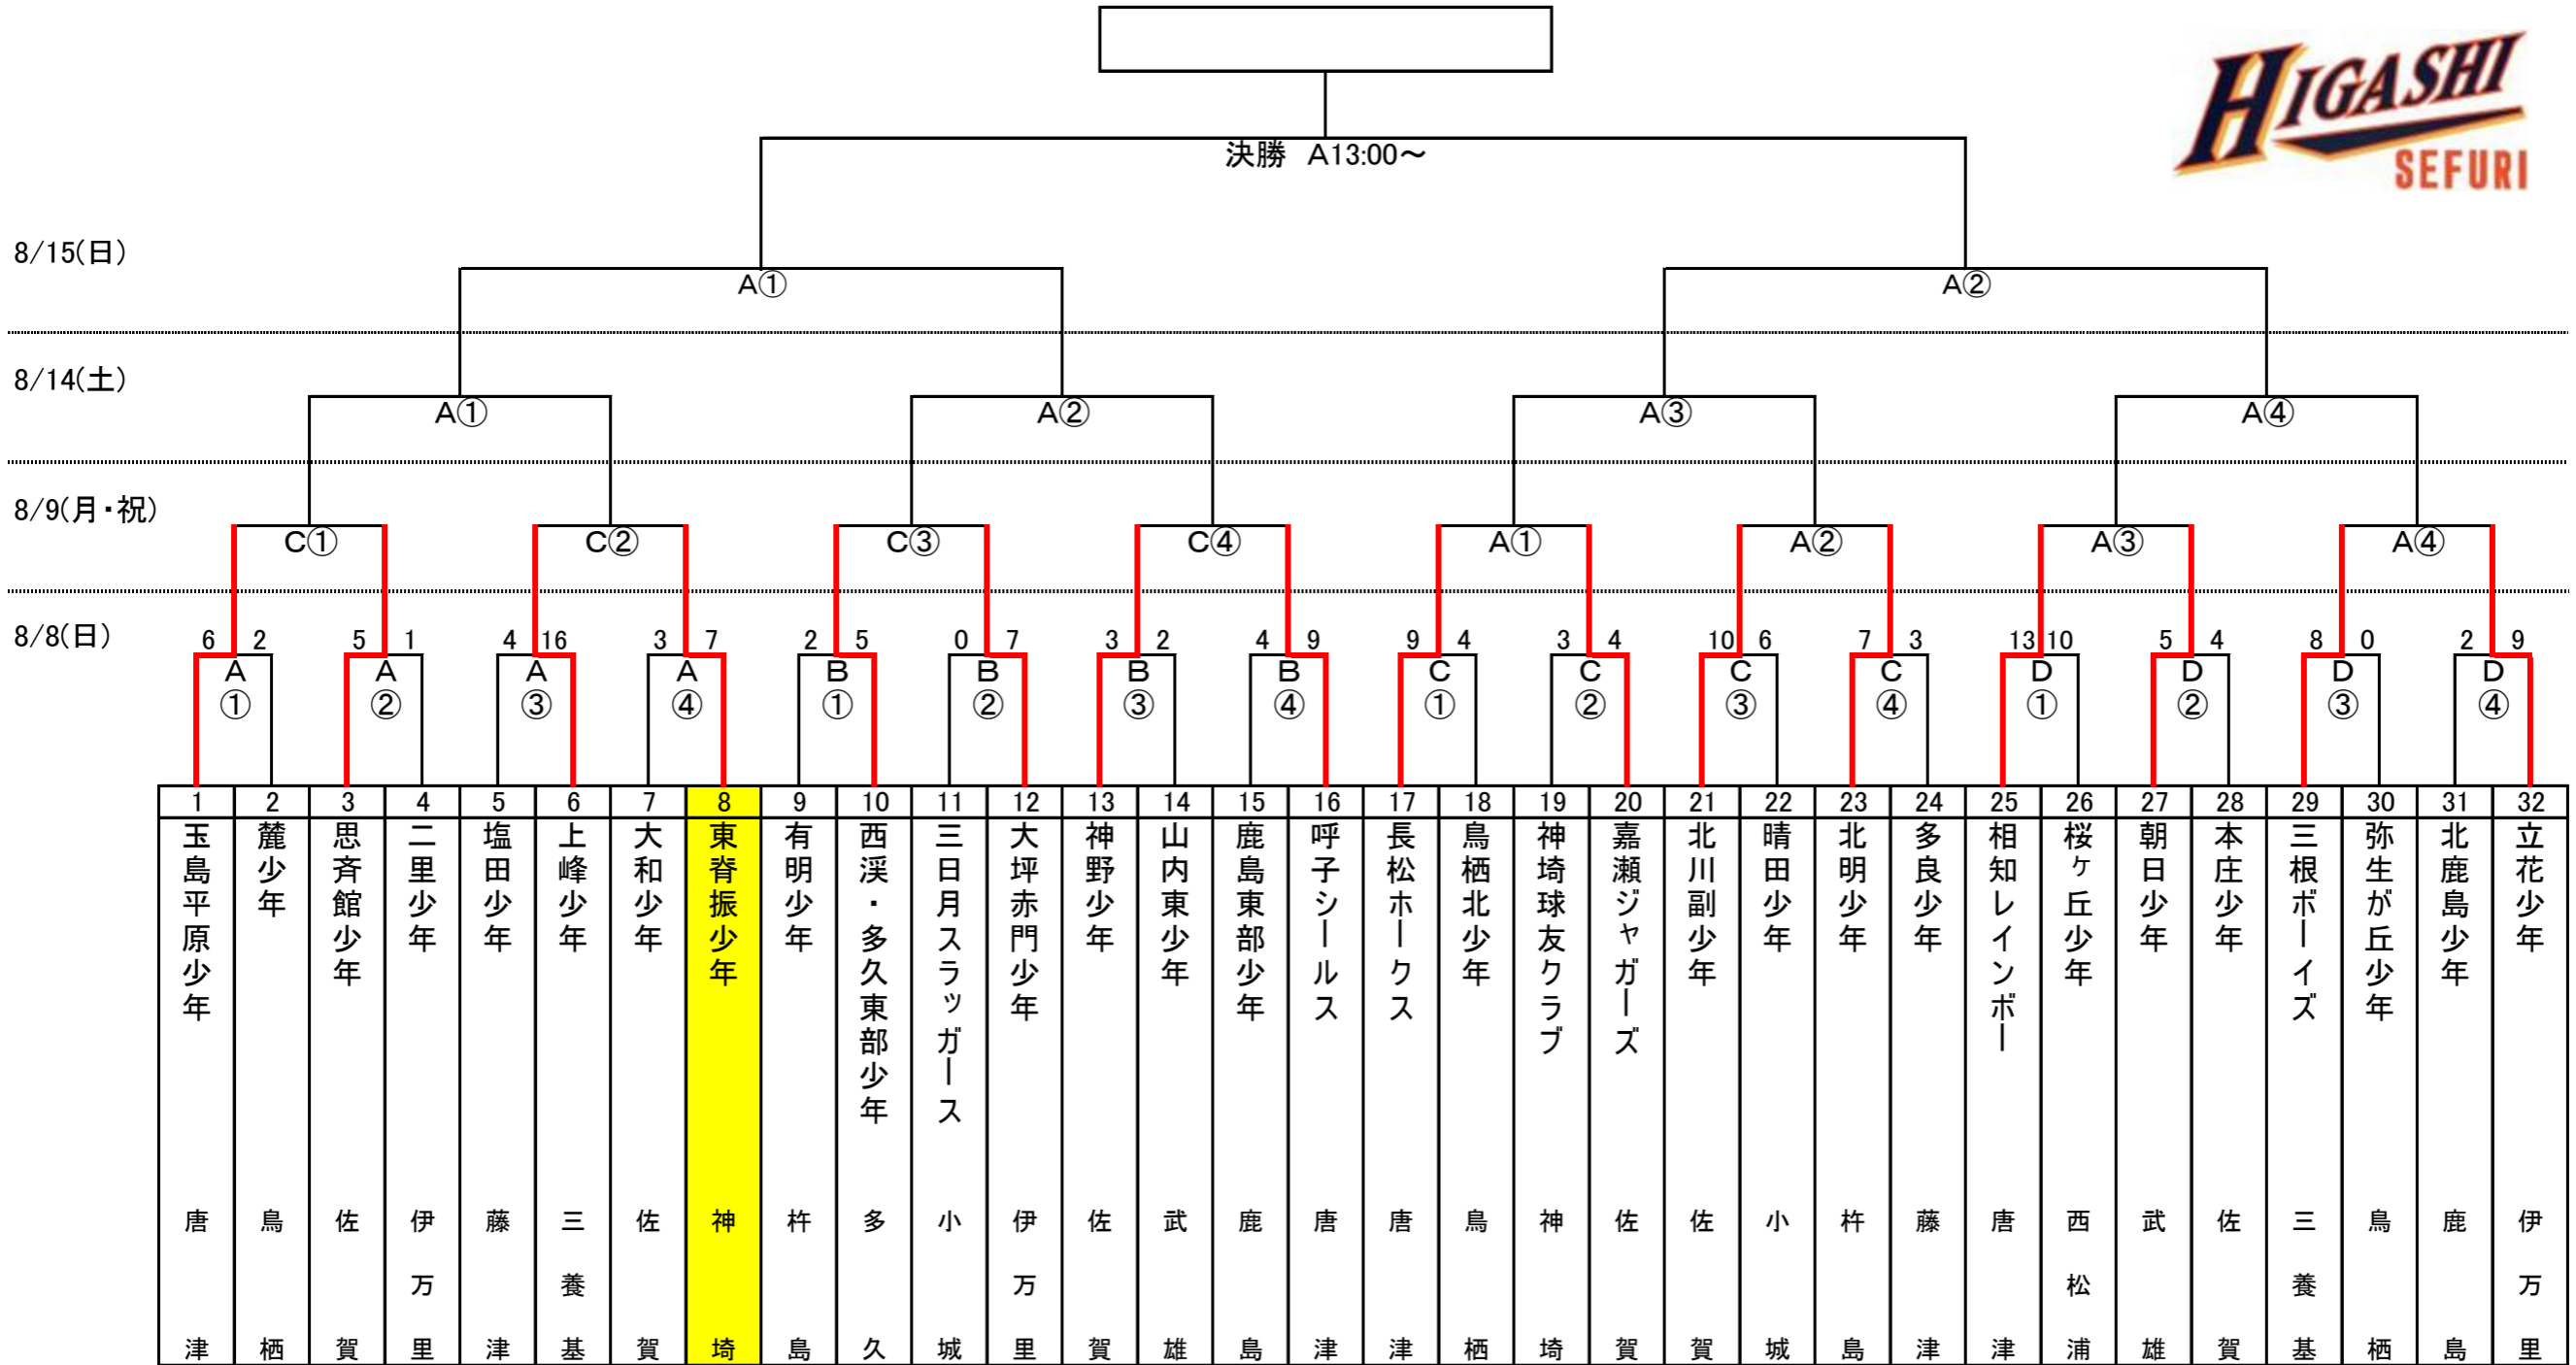 HIGASHI
SEFURI
決勝 A13:00～
8/15(日)
A① A②
8/14(土)
A① A② A③ A④
8/9(月・祝)
C① C② C③ C④ A① A② A③ A④
8/8(日)
6 2 5 1 4 16 3 7 2 5 0 7 3 2 4 9 9 4 3 4 10 6 7 3 13 10 5 4 8 0 2 9
A A A A B B B B C C C C D D D D
① ② ③ ④ ① ② ③ ④ ① ② ③ ④ ① ② ③ ④
1 2 3 4 5 6 7 8 9 10 11 12 13 14 15 16 17 18 19 20 21 22 23 24 25 26 27 28 29 30 31 32
玉島平原少年
麓少年
思斉館少年
二里少年
塩田少年
上峰少年
大和少年
東脊振少年
有明少年
西渓・多久東部少年
三日月スラッガース
大坪赤門少年
神野少年
山内東少年
鹿島東部少年
呼子シールス
長松ホークス
鳥栖北少年
神埼球友クラブ
嘉瀬ジャガーズ
北川副少年
晴田少年
北明少年
多良少年
相知レインボー
桜ヶ丘少年
朝日少年
本庄少年
三根ボーイズ
弥生が丘少年
北鹿島少年
立花少年
唐津
鳥栖
佐賀
伊万里
藤津
三養基
佐賀
神埼
杵島
多久
小城
伊万里
佐賀
武雄
鹿島
唐津
唐津
鳥栖
神埼
佐賀
佐賀
小城
杵島
藤津
唐津
西松浦
武雄
佐賀
三養基
鳥栖
鹿島
伊万里